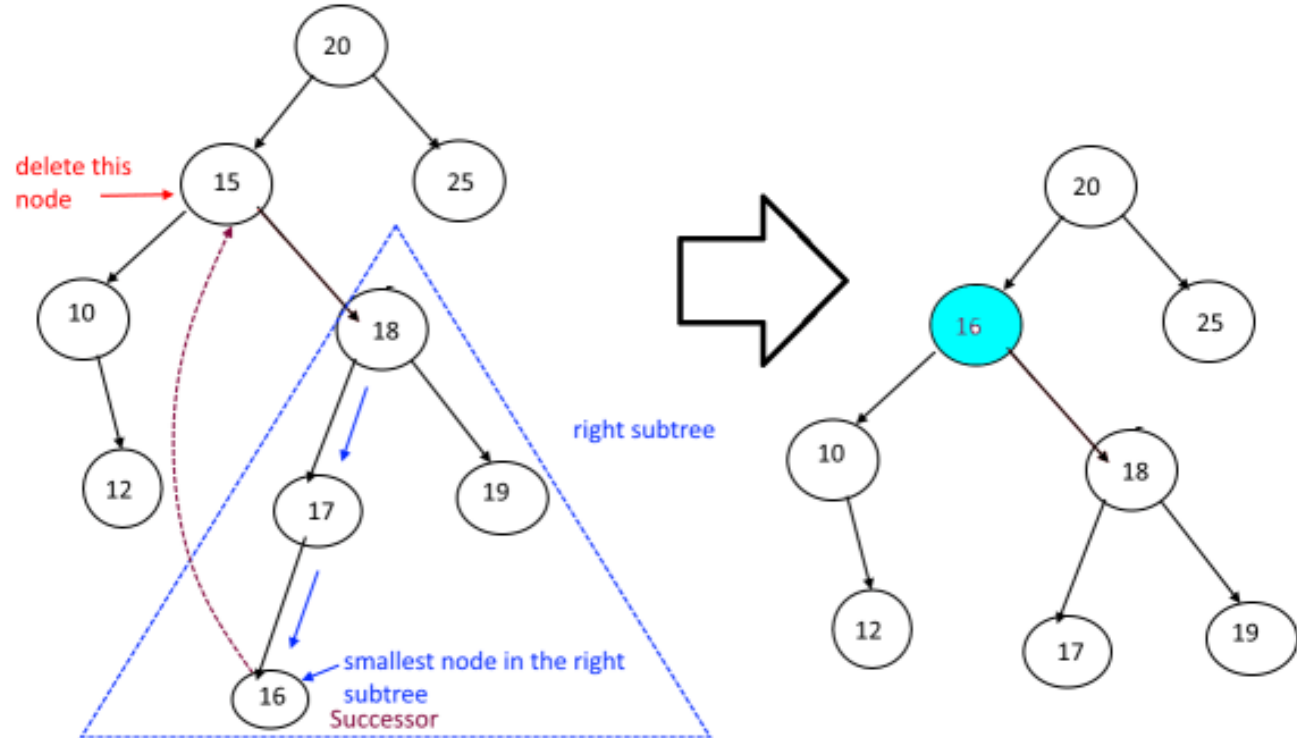 20
delete this
node
15
25
10
18
12
17
19
right subtree
16
smallest node in the right
subtree
Successor
20
16
25
10
18
12
17
19